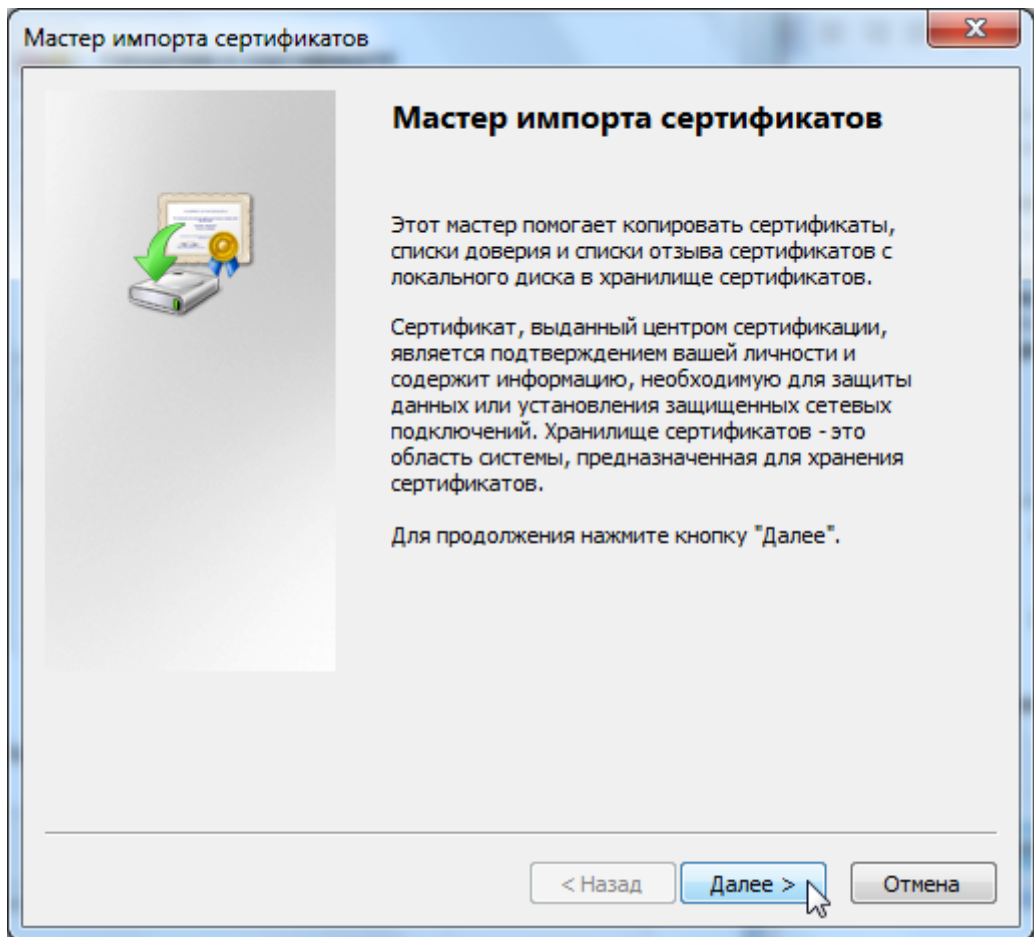 Мастер импорта сертификатов
Мастер импорта сертификатов
Этот мастер помогает копировать сертификаты,
списки доверия и списки отзыва сертификатов с
локального диска в хранилище сертификатов.
Сертификат, выданный центром сертификации,
является подтверждением вашей личности и
содержит информацию, необходимую для защиты
данных или установления защищенных сетевых
подключений. Хранилище сертификатов - это
область системы, предназначенная для хранения
сертификатов.
Для продолжения нажмите кнопку "Далее".
< Назад
Далее >
Отмена